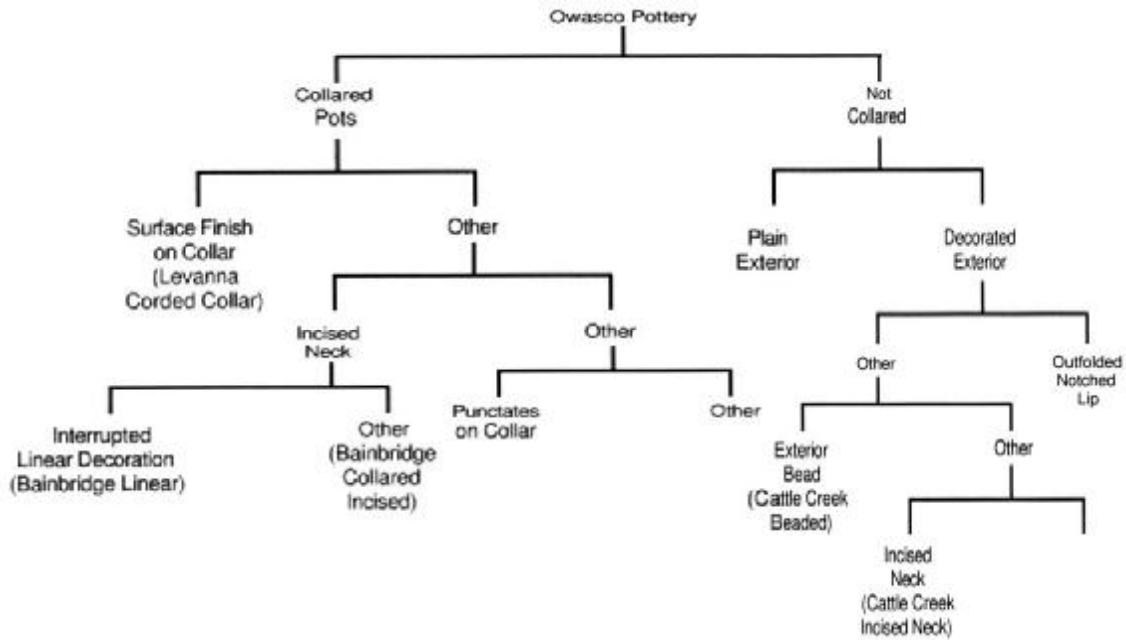 Owasco Pottery
Collared
Pots
Not
Collared
Surface Finish
on Collar
(Levanna
Corded Collar)
Other
Plain
Exterior
Decorated
Exterior
Incised
Neck
Other
Other
Outfolded
Notched
Lip
Interrupted
Linear Decoration
(Bainbridge Linear)
Other
(Bainbridge
Collared
Incised)
Punctates
on Collar
Other
Exterior
Bead
(Cattle Creek
Beaded)
Other
Incised
Neck
(Cattle Creek
Incised Neck)